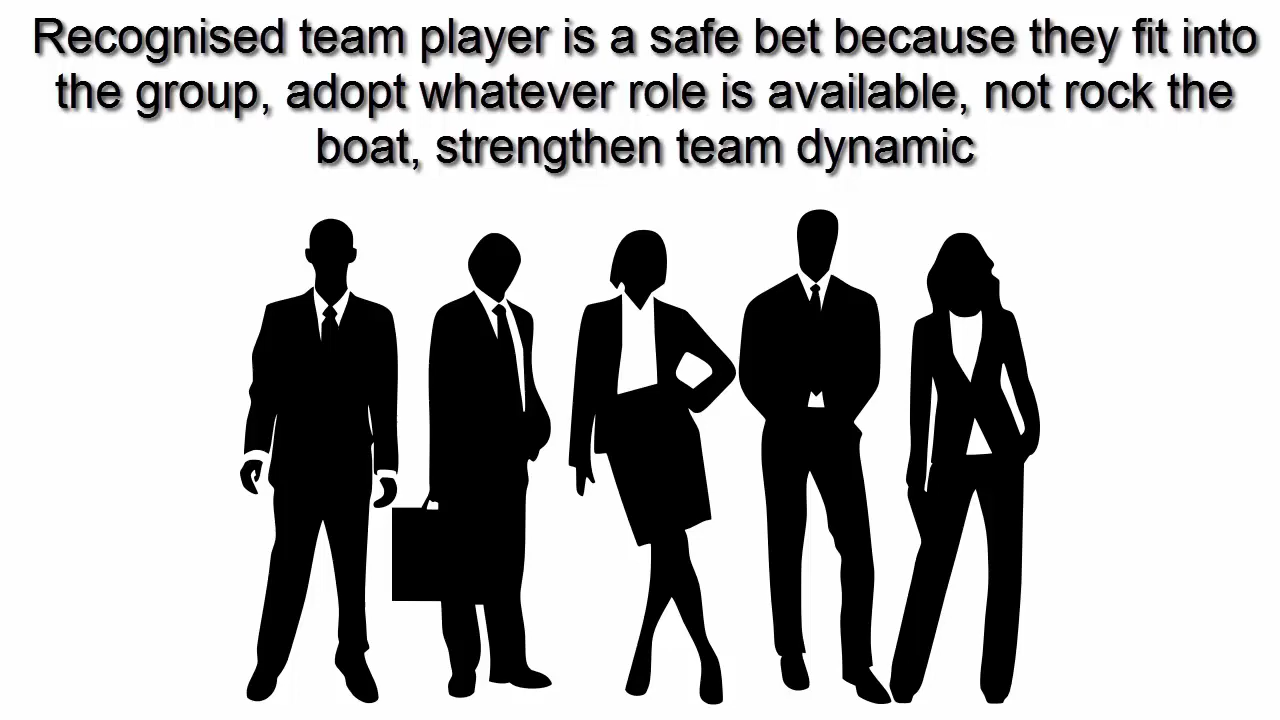 Recognised team player is a safe bet because they fit into
the group, adopt whatever role is available, not rock the
boat, strengthen team dynamic